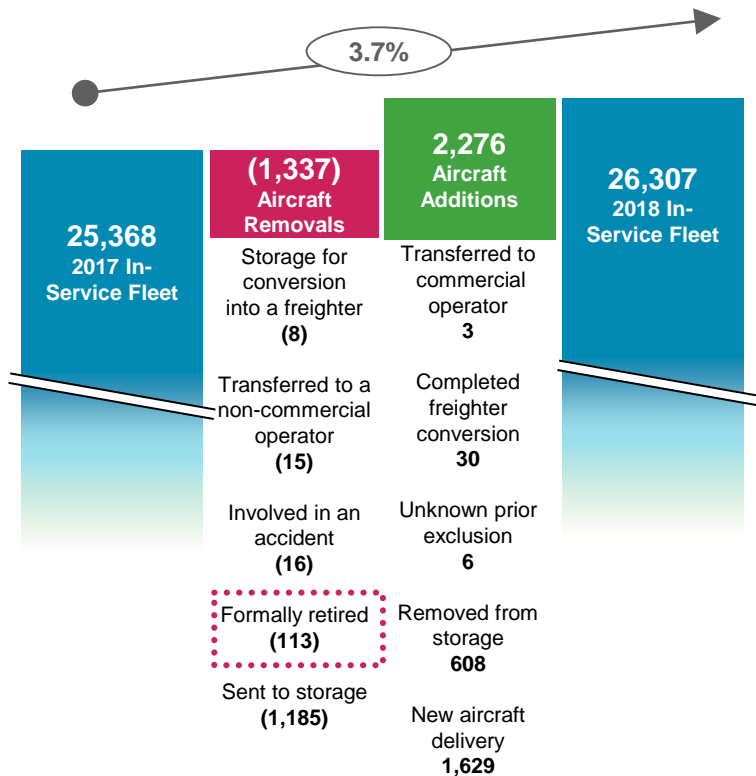 3.7%
25,368
2017 In-
Service Fleet
(1,337)
Aircraft
Removals
Storage for
conversion
into a freighter
(8)
Transferred to a
non-commercial
operator
(15)
Involved in an
accident
(16)
Formally retired
(113)
Sent to storage
(1,185)
2,276
Aircraft
Additions
Transferred to
commercial
operator
3
Completed
freighter
conversion
30
Unknown prior
exclusion
6
Removed from
storage
608
New aircraft
delivery
1,629
26,307
2018 In-
Service Fleet